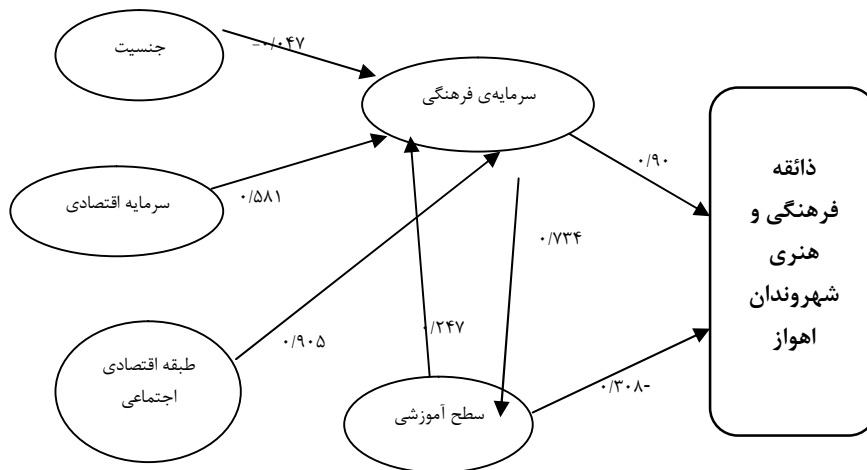 جنسیت
-۰/۰۴۷
سرمایه‌ی فرهنگی
سرمایه اقتصادی
۰/۵۸۱
۰/۹۰
ذائقه
فرهنگی و
هنری
شهروندان
اهواز
۰/۷۳۴
۰/۲۴۷
۰/۹۰۵
طبقه اقتصادی
اجتماعی
سطح آموزشی
۰/۳۰۸-